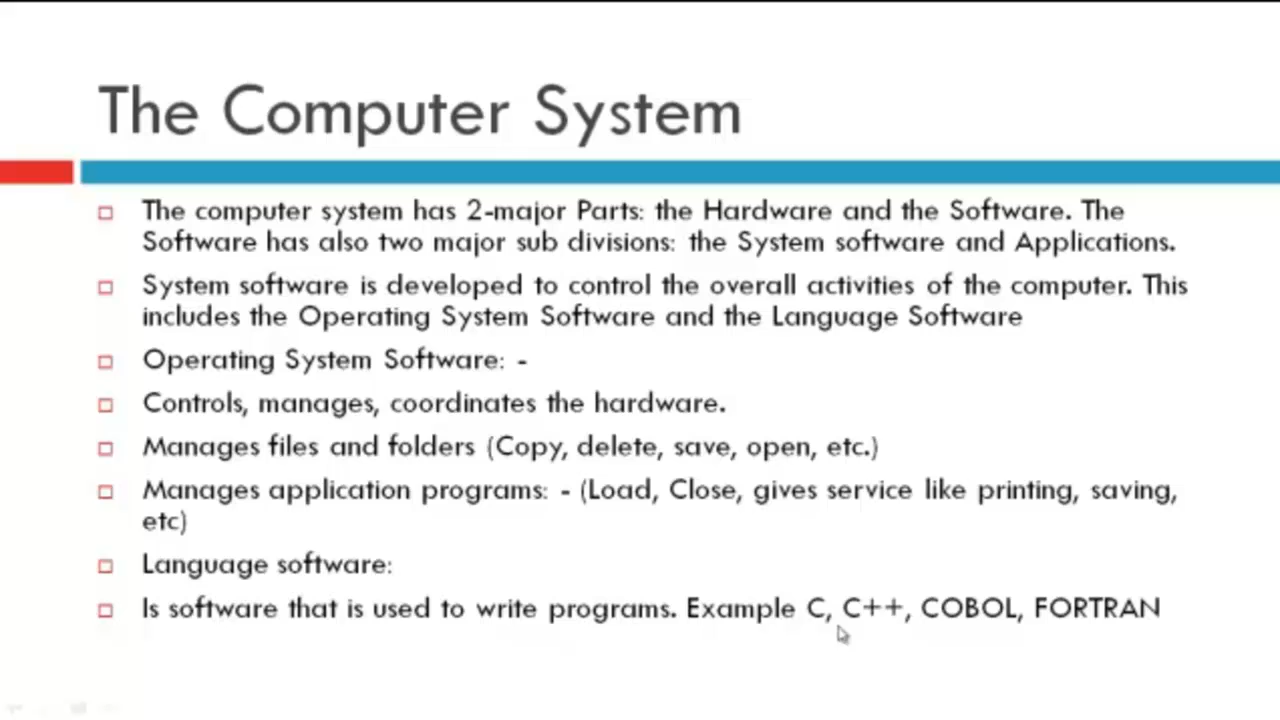 The Computer System
The computer system has 2-major Parts: the Hardware and the Software. The
Software has also two major sub divisions: the System software and Applications.
System software is developed to control the overall activities of the computer. This
includes the Operating System Software and the Language Software
Operating System Software: -
Controls, manages, coordinates the hardware.
Manages files and folders (Copy, delete, save, open, etc.)
Manages application programs: - (Load, Close, gives service like printing, saving,
etc)
Language software:
Is software that is used to write programs. Example C, C++, COBOL, FORTRAN